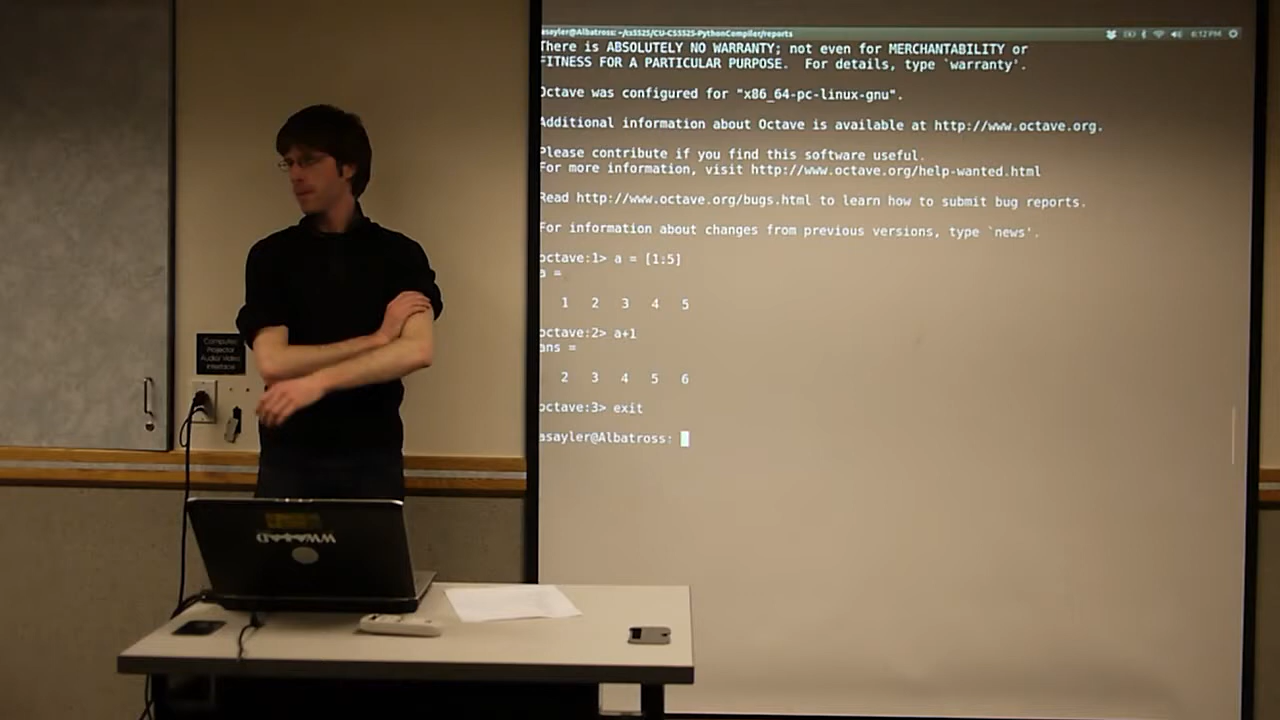 asayler@Albatross: ~/cs5525/CU-CS5525-PythonCompiler/reports
6:12 PM
There is ABSOLUTELY NO WARRANTY; not even for MERCHANTABILITY or
FITNESS FOR A PARTICULAR PURPOSE.  For details, type `warranty'.
Octave was configured for "x86_64-pc-linux-gnu".
Additional information about Octave is available at http://www.octave.org.
Please contribute if you find this software useful.
For more information, visit http://www.octave.org/help-wanted.html
Read http://www.octave.org/bugs.html to learn how to submit bug reports.
For information about changes from previous versions, type `news'.
octave:1> a = [1:5]
a =
1 2 3 4 5
octave:2> a+1
ans =
2 3 4 5 6
octave:3> exit
asayler@Albatross:
Computer
Projector
Audio/Video
Interface